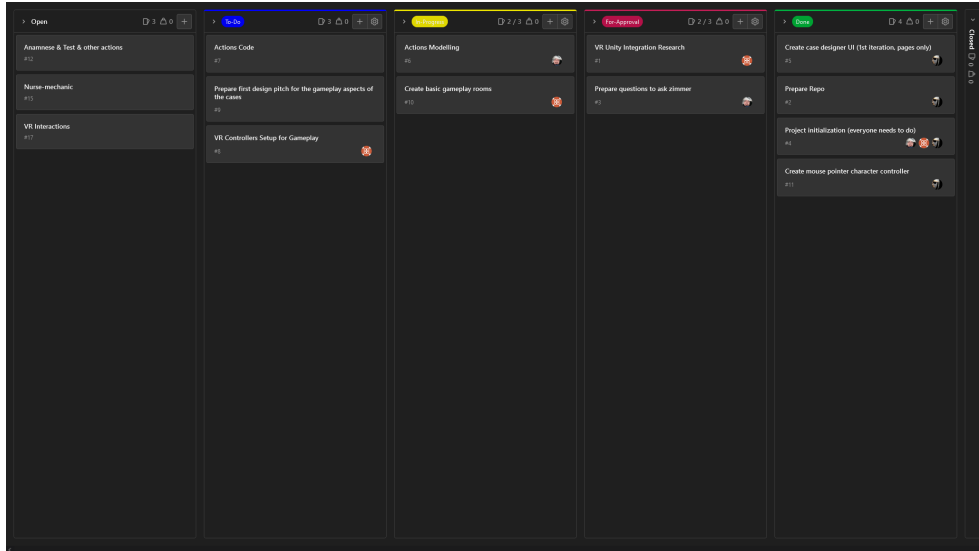 Open 3 0
Anamnese & Test & other actions
#12
Nurse-mechanic
#15
VR Interactions
#17
To-Do 3 0
Actions Code
#7
Prepare first design pitch for the gameplay aspects of
the cases
#9
VR Controllers Setup for Gameplay
#8
In-Progress 2 / 3 0
Actions Modelling
#6
Create basic gameplay rooms
#10
For-Approval 2 / 3 0
VR Unity Integration Research
#1
Prepare questions to ask zimmer
#3
Done 4 0
Create case designer UI (1st iteration, pages only)
#5
Prepare Repo
#2
Project initialization (everyone needs to do)
#4
Create mouse pointer character controller
#11
Closed 0 0